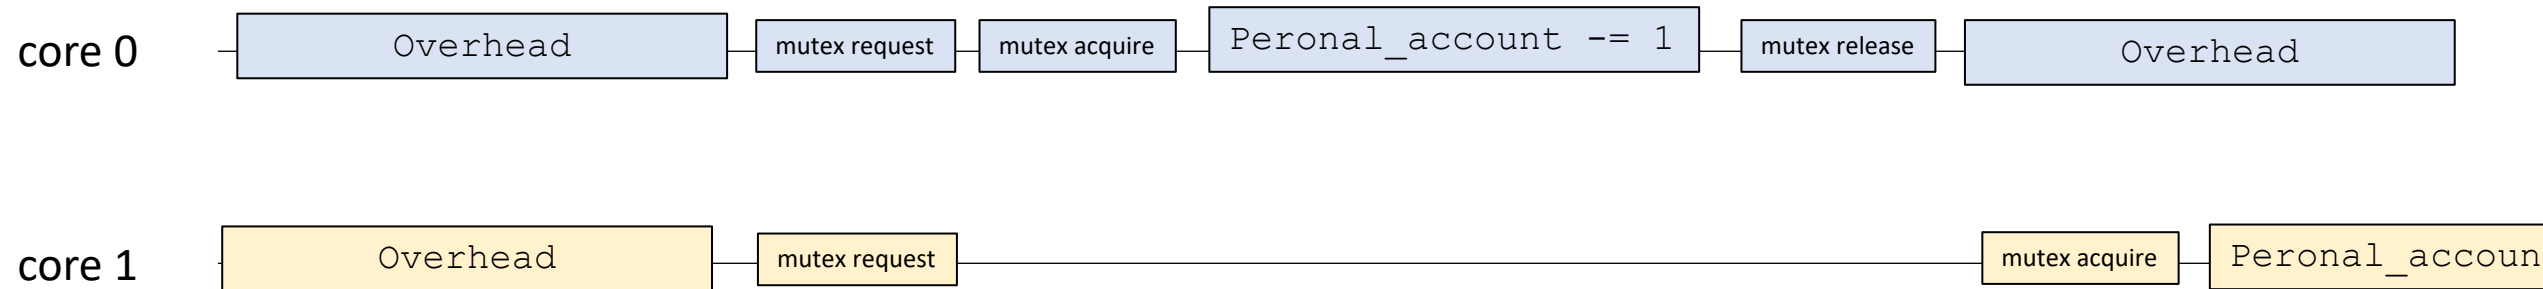 core 0 Overhead mutex request mutex acquire Peronal_account -= 1 mutex release Overhead
core 1 Overhead mutex request mutex acquire Peronal_accoun